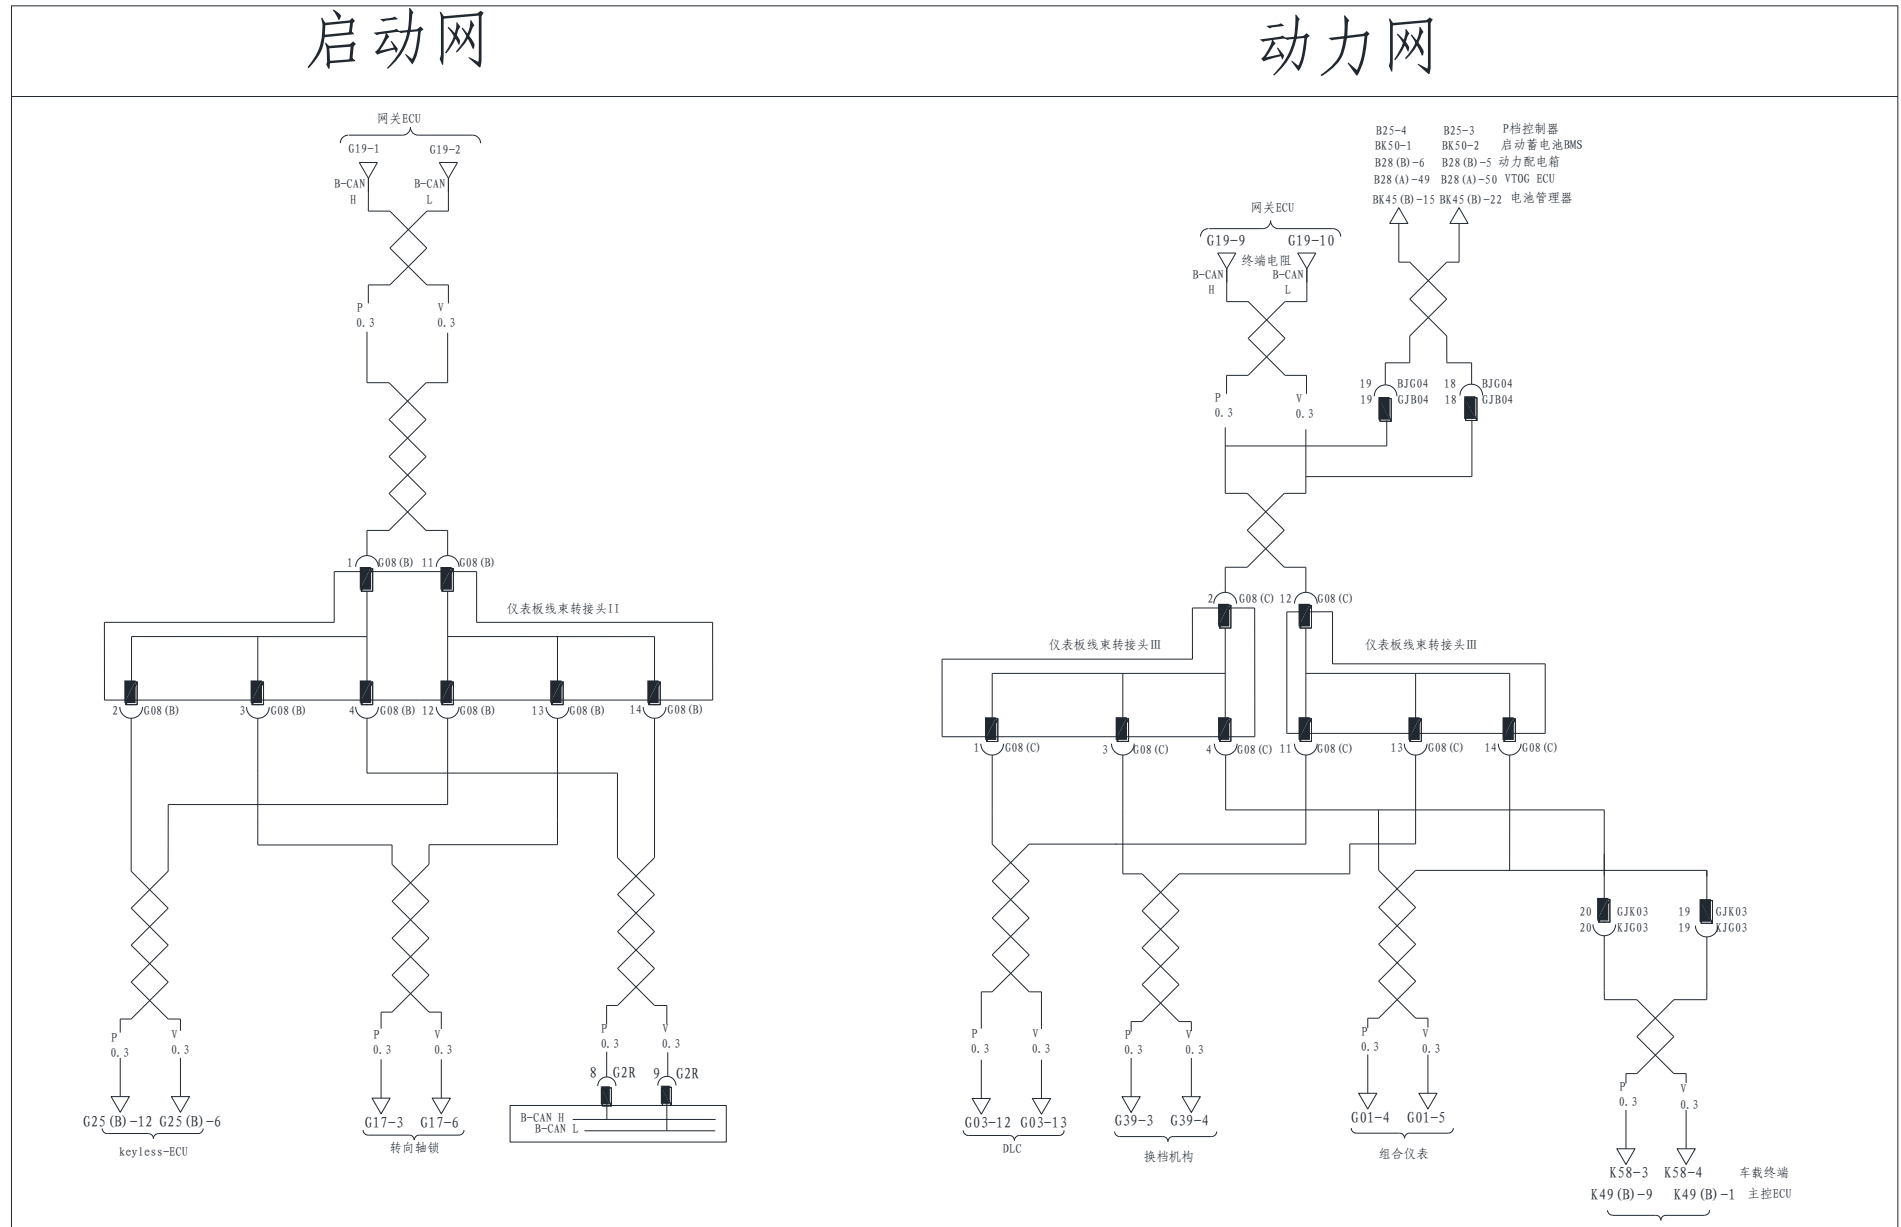 启动网
动力网
网关ECU
G19-1 G19-2
B-CAN H
B-CAN L
P 0.3
V 0.3
1 G08(B) 11 G08(B)
仪表板线束转接头II
2 G08(B) 3 G08(B) 4 G08(B) 12 G08(B) 13 G08(B) 14 G08(B)
P 0.3
V 0.3
P 0.3
V 0.3
P 0.3
V 0.3
8 G2R 9 G2R
B-CAN H
B-CAN L
G25(B)-12 G25(B)-6
keyless-ECU
G17-3 G17-6
转向轴锁
B25-4 B25-3 P档控制器
BK50-1 BK50-2 启动蓄电池BMS
B28(B)-6 B28(B)-5 动力配电箱
B28(A)-49 B28(A)-50 VTOG ECU
BK45(B)-15 BK45(B)-22 电池管理器
网关ECU
G19-9 G19-10
终端电阻
B-CAN H
B-CAN L
P 0.3
V 0.3
19 BJG04 18 BJG04
19 GJB04 18 GJB04
2 G08(C) 12 G08(C)
仪表板线束转接头III
仪表板线束转接头III
1 G08(C) 3 G08(C) 4 G08(C) 11 G08(C) 13 G08(C) 14 G08(C)
20 GJK03 19 GJK03
20 KJG03 19 KJG03
P 0.3
V 0.3
P 0.3
V 0.3
P 0.3
V 0.3
P 0.3
V 0.3
G03-12 G03-13
DLC
G39-3 G39-4
换档机构
G01-4 G01-5
组合仪表
K58-3 K58-4 车载终端
K49(B)-9 K49(B)-1 主控ECU